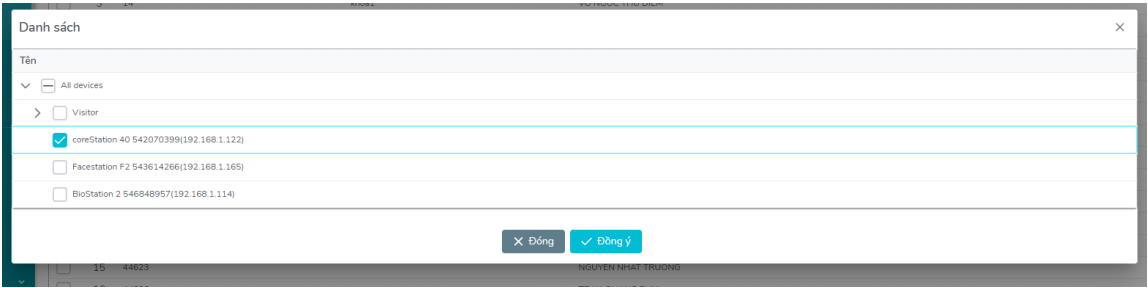 Danh sách
Tên
All devices
Visitor
coreStation 40 542070399(192.168.1.122)
Facestation F2 543614266(192.168.1.165)
BioStation 2 546848957(192.168.1.114)
Đóng Đồng ý
15 44623 NGUYEN NHAT TRUONG